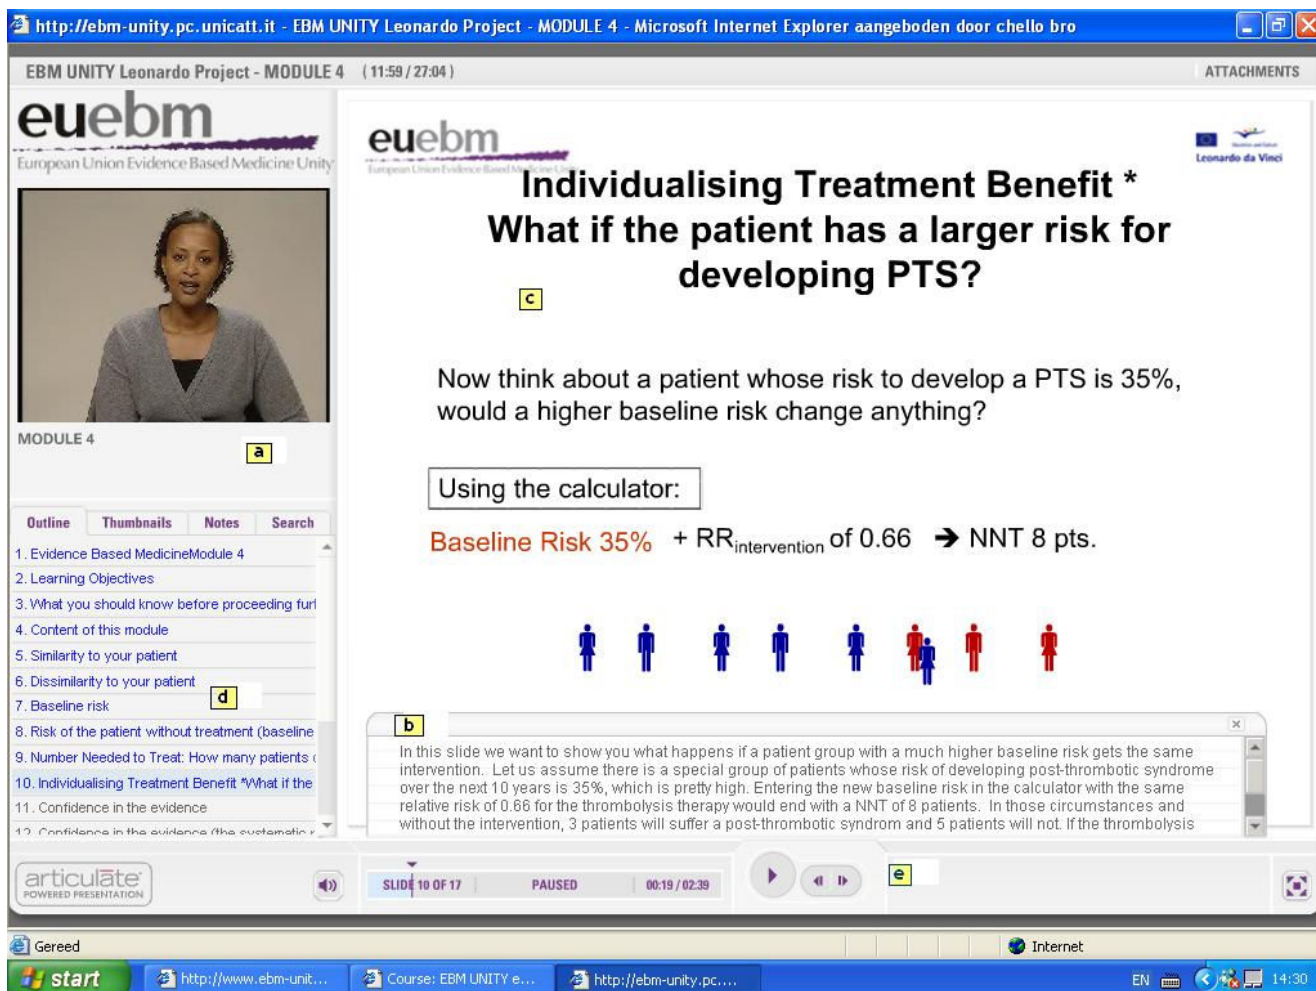 http://ebm-unity.pc.unicatt.it - EBM UNITY Leonardo Project - MODULE 4 - Microsoft Internet Explorer aangeboden door chello bro
EBM UNITY Leonardo Project - MODULE 4 (11:59 / 27:04)
ATTACHMENTS
euebm
European Union Evidence Based Medicine Unity
MODULE 4
a
Outline Thumbnails Notes Search
1. Evidence Based MedicineModule 4
2. Learning Objectives
3. What you should know before proceeding furt
4. Content of this module
5. Similarity to your patient
6. Dissimilarity to your patient
d
7. Baseline risk
8. Risk of the patient without treatment (baseline
9. Number Needed to Treat: How many patients
10. Individualising Treatment Benefit *What if the
11. Confidence in the evidence
12. Confidence in the evidence (the systematic r
euebm
European Union Evidence Based Medicine Unity
Leonardo da Vinci
Individualising Treatment Benefit *
What if the patient has a larger risk for
developing PTS?
c
Now think about a patient whose risk to develop a PTS is 35%,
would a higher baseline risk change anything?
Using the calculator:
Baseline Risk 35% + RRintervention of 0.66 ➔ NNT 8 pts.
b
In this slide we want to show you what happens if a patient group with a much higher baseline risk gets the same
intervention. Let us assume there is a special group of patients whose risk of developing post-thrombotic syndrome
over the next 10 years is 35%, which is pretty high. Entering the new baseline risk in the calculator with the same
relative risk of 0.66 for the thrombolysis therapy would end with a NNT of 8 patients. In those circumstances and
without the intervention, 3 patients will suffer a post-thrombotic syndrom and 5 patients will not. If the thrombolysis
articulate
POWERED PRESENTATION
SLIDE 10 OF 17 PAUSED 00:19 / 02:39
e
Gereed
Internet
start
http://www.ebm-unit...
Course: EBM UNITY e...
http://ebm-unity.pc....
EN
14:30